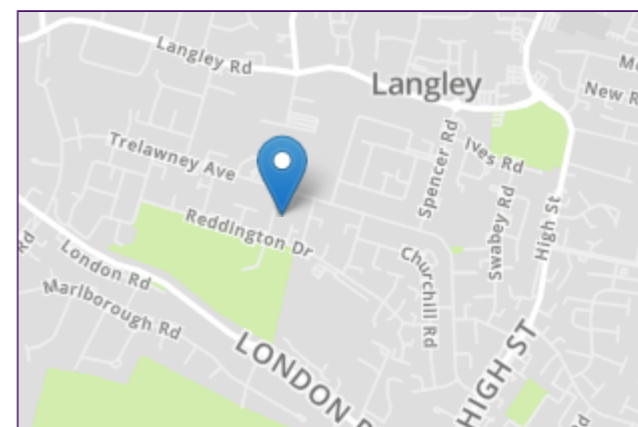 Langley Rd
Langley
New R
Trelawney Ave
Ives Rd
Spencer Rd
Reddington Dr
Swabey Rd
High St
London Rd
Churchill Rd
Marlborough Rd
LONDON R
HIGH ST
Rd